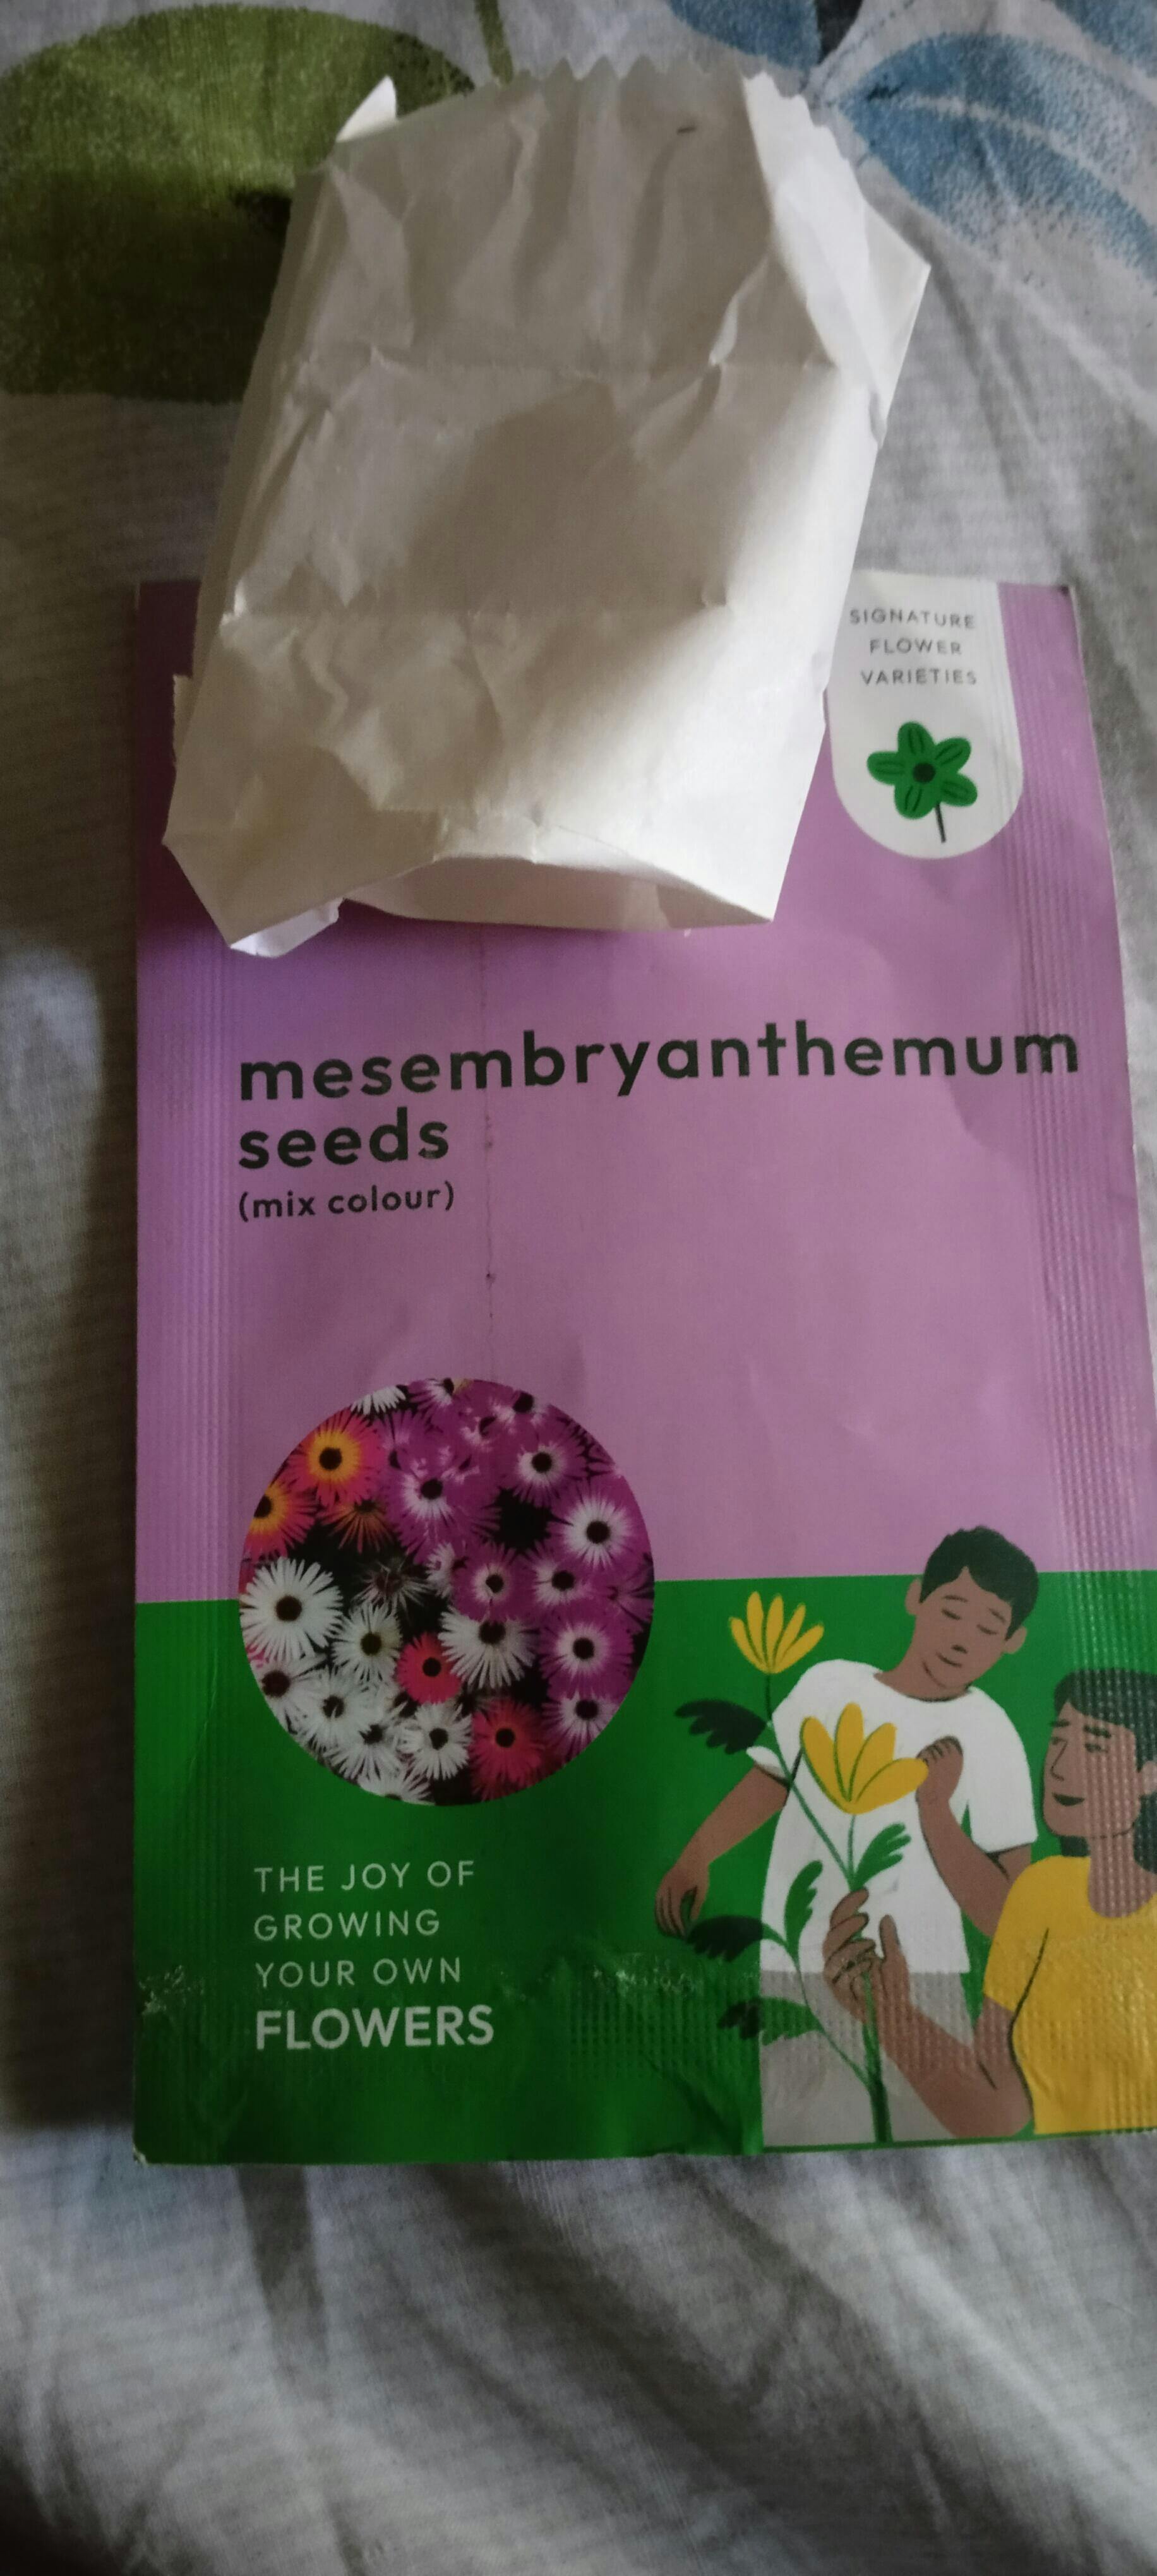 SIGNATURE
FLOWER
VARIETIES
mesembryanthemum
seeds
(mix colour)
THE JOY OF
GROWING
YOUR OWN
FLOWERS